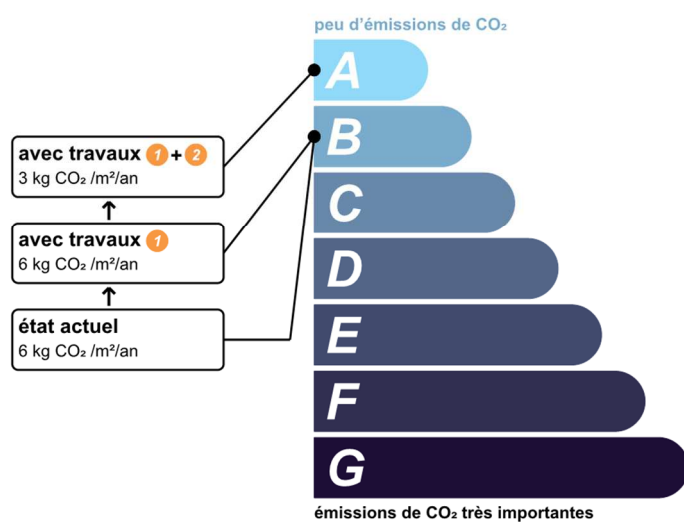 peu d'émissions de CO₂
A
avec travaux 1 + 2
3 kg CO₂ /m²/an
B
C
avec travaux 1
6 kg CO₂ /m²/an
D
état actuel
6 kg CO₂ /m²/an
E
F
G
émissions de CO₂ très importantes